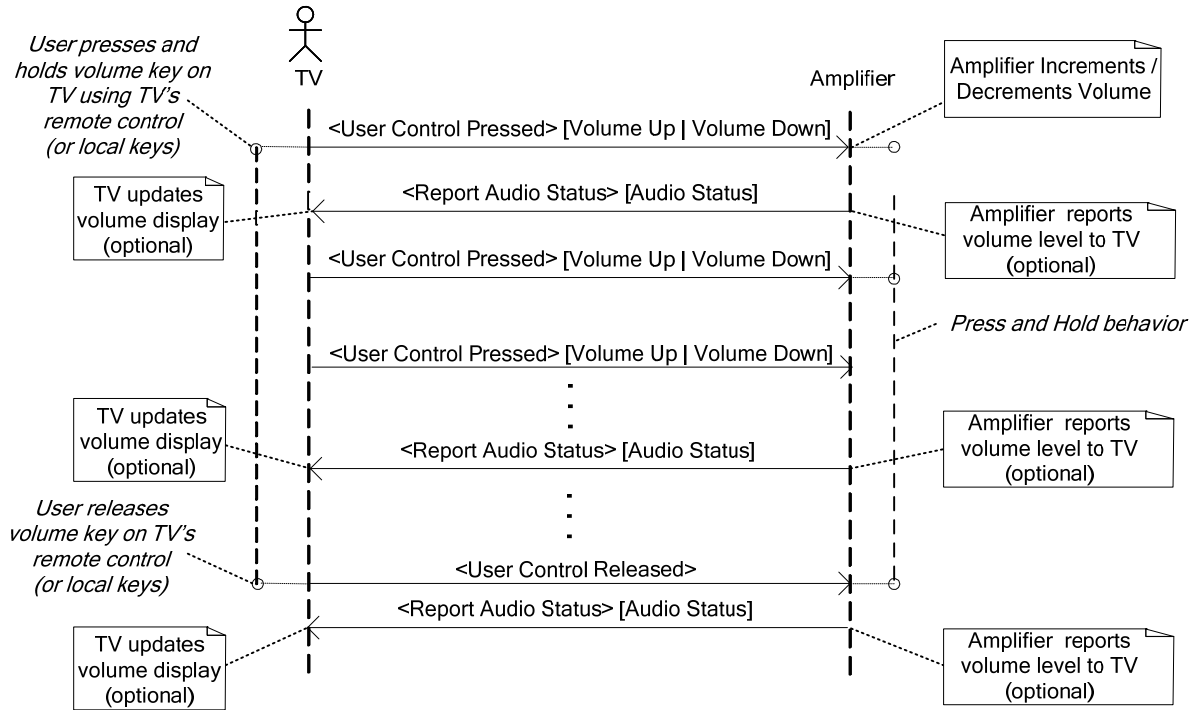 User presses and
holds volume key on
TV using TV's
remote control
(or local keys)
TV
Amplifier
Amplifier Increments /
Decrements Volume
<User Control Pressed> [Volume Up | Volume Down]
TV updates
volume display
(optional)
<Report Audio Status> [Audio Status]
Amplifier reports
volume level to TV
(optional)
<User Control Pressed> [Volume Up | Volume Down]
Press and Hold behavior
<User Control Pressed> [Volume Up | Volume Down]
TV updates
volume display
(optional)
<Report Audio Status> [Audio Status]
Amplifier reports
volume level to TV
(optional)
User releases
volume key on TV's
remote control
(or local keys)
<User Control Released>
<Report Audio Status> [Audio Status]
TV updates
volume display
(optional)
Amplifier reports
volume level to TV
(optional)